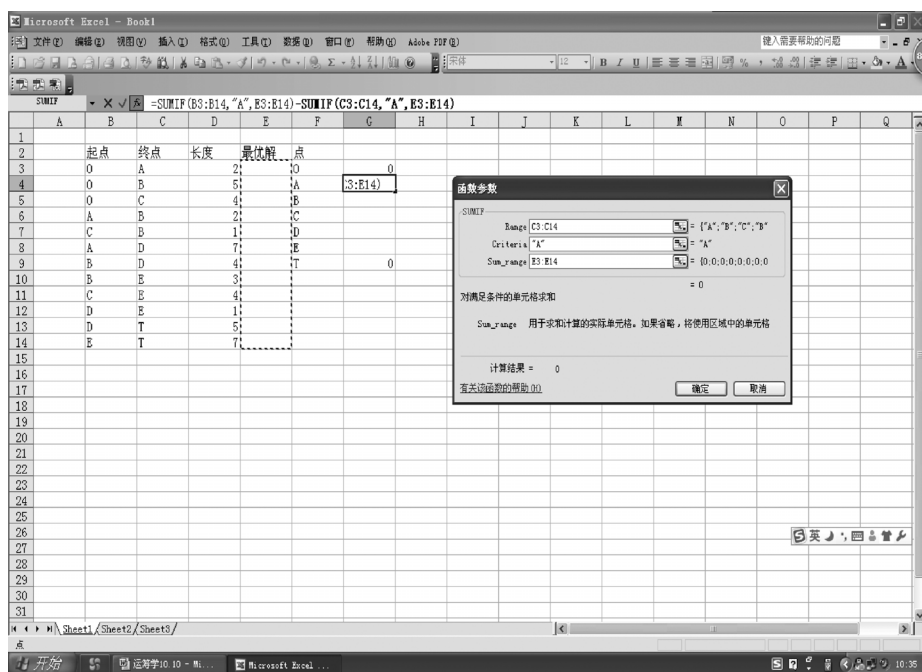 Microsoft Excel - Book1
文件(F) 编辑(E) 视图(V) 插入(I) 格式(O) 工具(T) 数据(D) 窗口(W) 帮助(H) Adobe PDF(B) 键入需要帮助的问题
宋体 12 B I U
SUMIF =SUMIF(B3:B14,"A",E3:E14)-SUMIF(C3:C14,"A",E3:E14)
A B C D E F G H I J K L M N O P Q
1
2 起点 终点 长度 最优解 点
3 O A 2 O 0
4 O B 5 A C3:E14)
5 O C 4 B
6 A B 2 C
7 C B 1 D
8 A D 7 E
9 B D 4 T 0
10 B E 3
11 C E 4
12 D E 1
13 D T 5
14 E T 7
15
16
17
18
19
20
21
22
23
24
25
26
27
28
29
30
31
函数参数
SUMIF
Range C3:C14 = {"A";"B";"C";"B"
Criteria "A" = "A"
Sum_range E3:E14 = {0;0;0;0;0;0;0
= 0
对满足条件的单元格求和
Sum_range 用于求和计算的实际单元格。如果省略，将使用区域中的单元格
计算结果 = 0
有关该函数的帮助(H) 确定 取消
英
Sheet1 Sheet2 Sheet3
点
开始 运筹学10.10 - Mi... Microsoft Excel ... 10:35